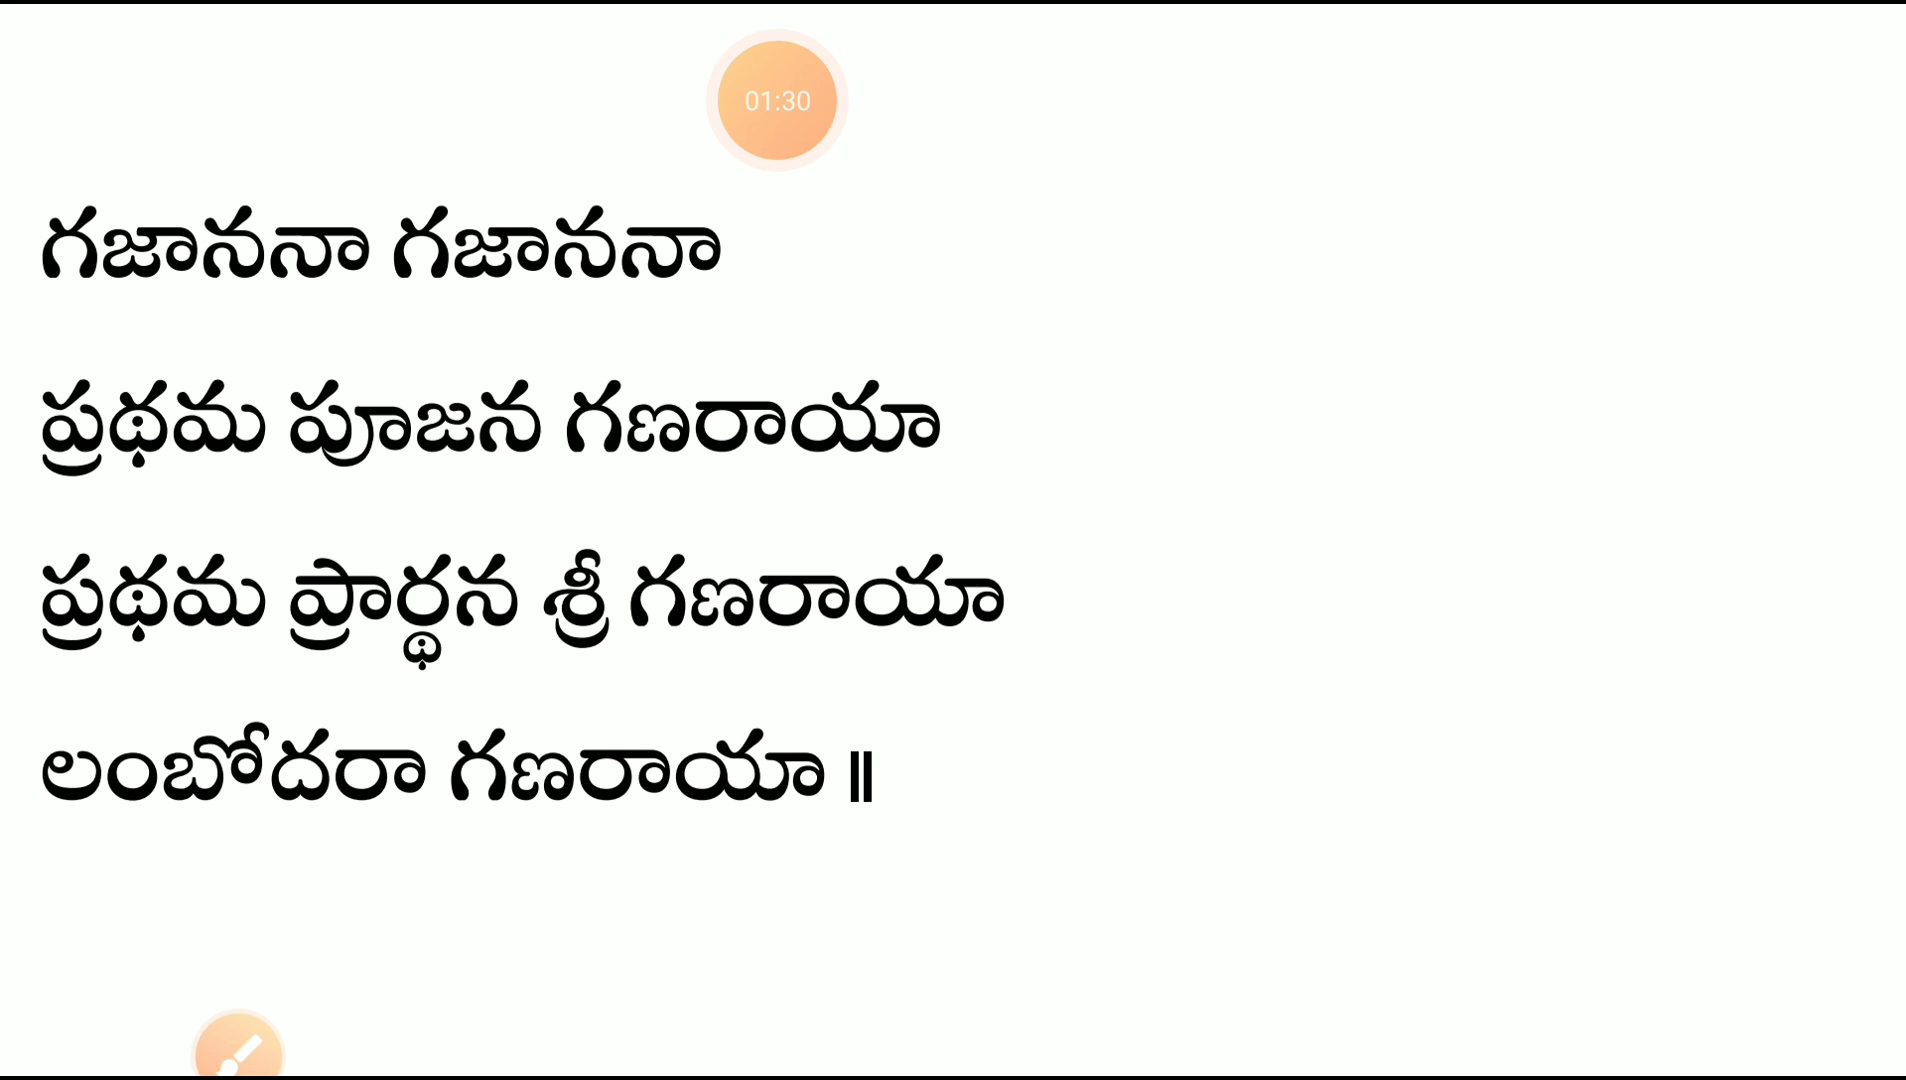 01:30
గజాననా గజాననా
ప్రథమ పూజన గణరాయా
ప్రథమ ప్రార్థన శ్రీ గణరాయా
లంబోదరా గణరాయా ॥